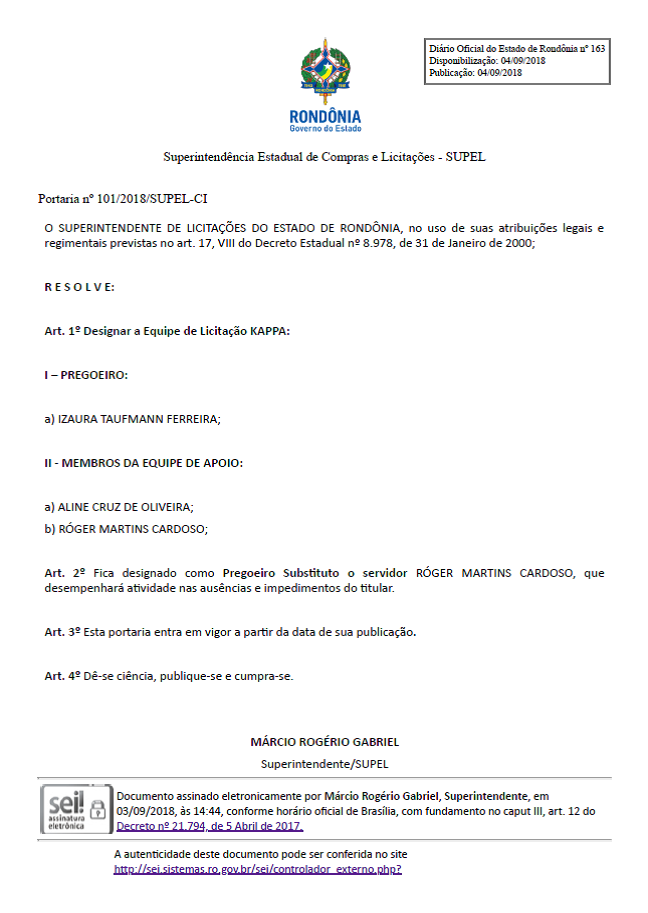 Diário Oficial do Estado de Rondônia nº 163
Disponibilização: 04/09/2018
Publicação: 04/09/2018
RONDÔNIA
Governo do Estado
Superintendência Estadual de Compras e Licitações - SUPEL
Portaria nº 101/2018/SUPEL-CI
O SUPERINTENDENTE DE LICITAÇÕES DO ESTADO DE RONDÔNIA, no uso de suas atribuições legais e
regimentais previstas no art. 17, VIII do Decreto Estadual nº 8.978, de 31 de Janeiro de 2000;
R E S O L V E:
Art. 1º Designar a Equipe de Licitação KAPPA:
I – PREGOEIRO:
a) IZAURA TAUFMANN FERREIRA;
II - MEMBROS DA EQUIPE DE APOIO:
a) ALINE CRUZ DE OLIVEIRA;
b) RÓGER MARTINS CARDOSO;
Art. 2º Fica designado como Pregoeiro Substituto o servidor RÓGER MARTINS CARDOSO, que
desempenhará atividade nas ausências e impedimentos do titular.
Art. 3º Esta portaria entra em vigor a partir da data de sua publicação.
Art. 4º Dê-se ciência, publique-se e cumpra-se.
MÁRCIO ROGÉRIO GABRIEL
Superintendente/SUPEL
sei!
assinatura
eletrônica
Documento assinado eletronicamente por Márcio Rogério Gabriel, Superintendente, em
03/09/2018, às 14:44, conforme horário oficial de Brasília, com fundamento no caput III, art. 12 do
Decreto nº 21.794, de 5 Abril de 2017.
A autenticidade deste documento pode ser conferida no site
http://sei.sistemas.ro.gov.br/sei/controlador_externo.php?